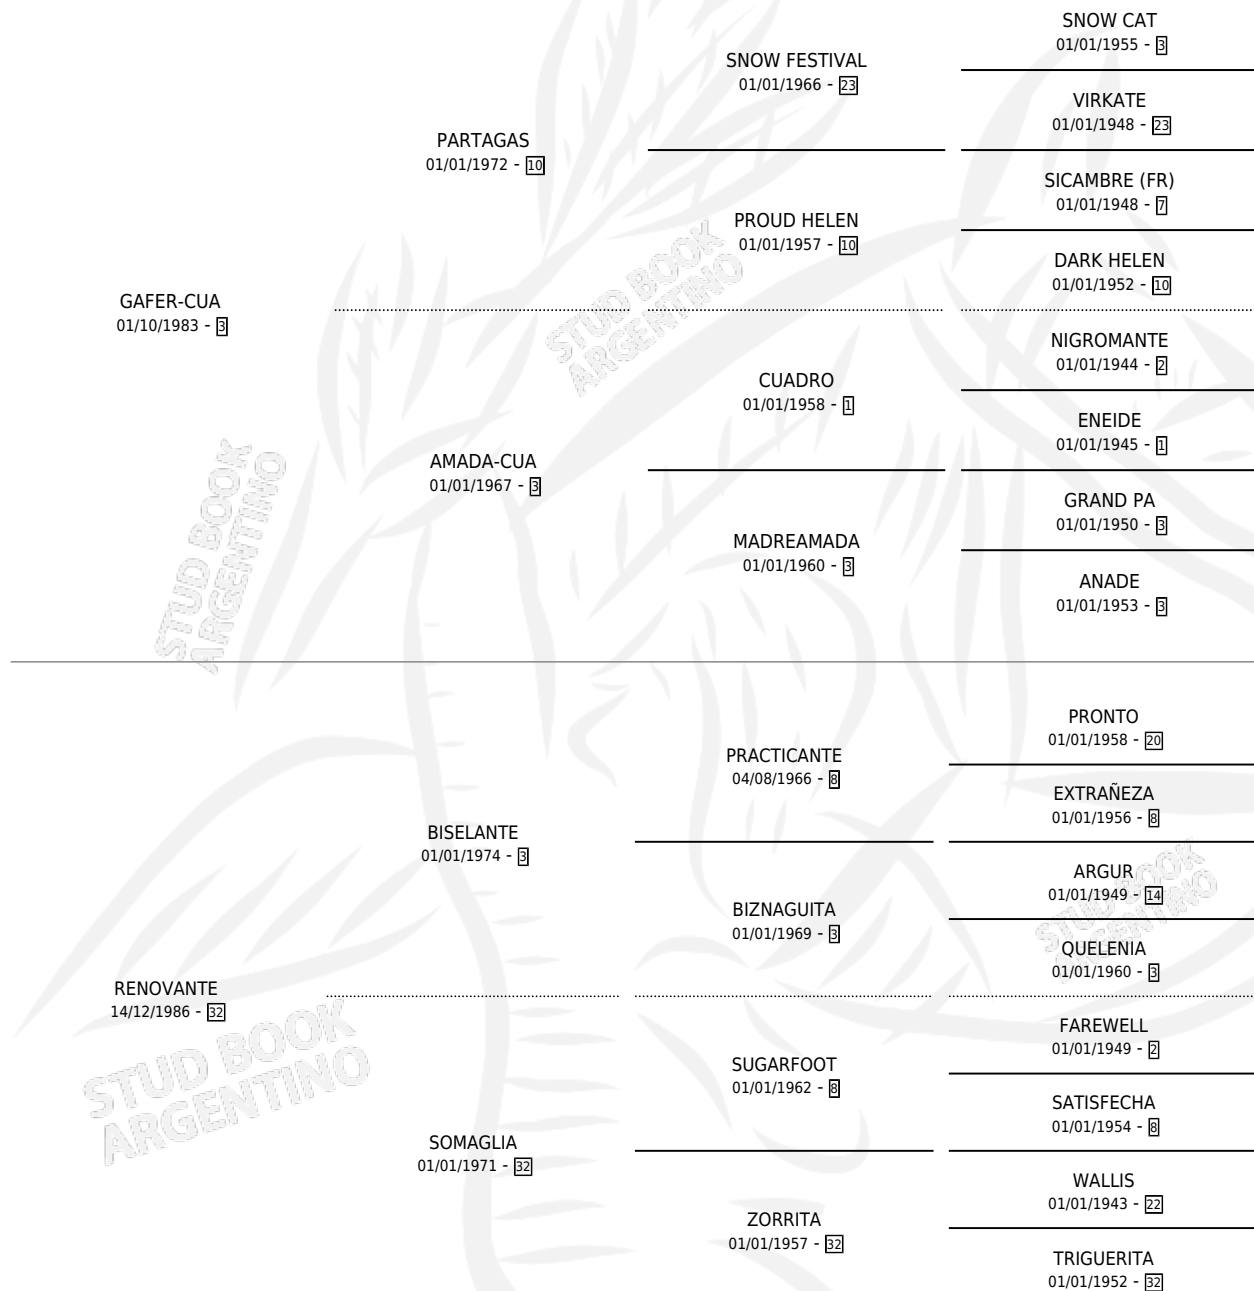 GAFER-CUA
01/10/1983 - 3
PARTAGAS
01/01/1972 - 10
AMADA-CUA
01/01/1967 - 3
SNOW FESTIVAL
01/01/1966 - 23
PROUD HELEN
01/01/1957 - 10
CUADRO
01/01/1958 - 1
MADREAMADA
01/01/1960 - 3
SNOW CAT
01/01/1955 - 3
VIRKATE
01/01/1948 - 23
SICAMBRE (FR)
01/01/1948 - 7
DARK HELEN
01/01/1952 - 10
NIGROMANTE
01/01/1944 - 2
ENEIDE
01/01/1945 - 1
GRAND PA
01/01/1950 - 3
ANADE
01/01/1953 - 3
RENOVANTE
14/12/1986 - 32
BISELANTE
01/01/1974 - 3
SOMAGLIA
01/01/1971 - 32
PRACTICANTE
04/08/1966 - 8
BIZNAGUITA
01/01/1969 - 3
SUGARFOOT
01/01/1962 - 8
ZORRITA
01/01/1957 - 32
PRONTO
01/01/1958 - 20
EXTRAÑEZA
01/01/1956 - 8
ARGUR
01/01/1949 - 14
QUELENIA
01/01/1960 - 3
FAREWELL
01/01/1949 - 2
SATISFECHA
01/01/1954 - 8
WALLIS
01/01/1943 - 22
TRIGUERITA
01/01/1952 - 32
STUD BOOK
ARGENTINO
STUD BOOK
ARGENTINO
STUD BOOK
ARGENTINO
STUD BOOK
ARGENTINO